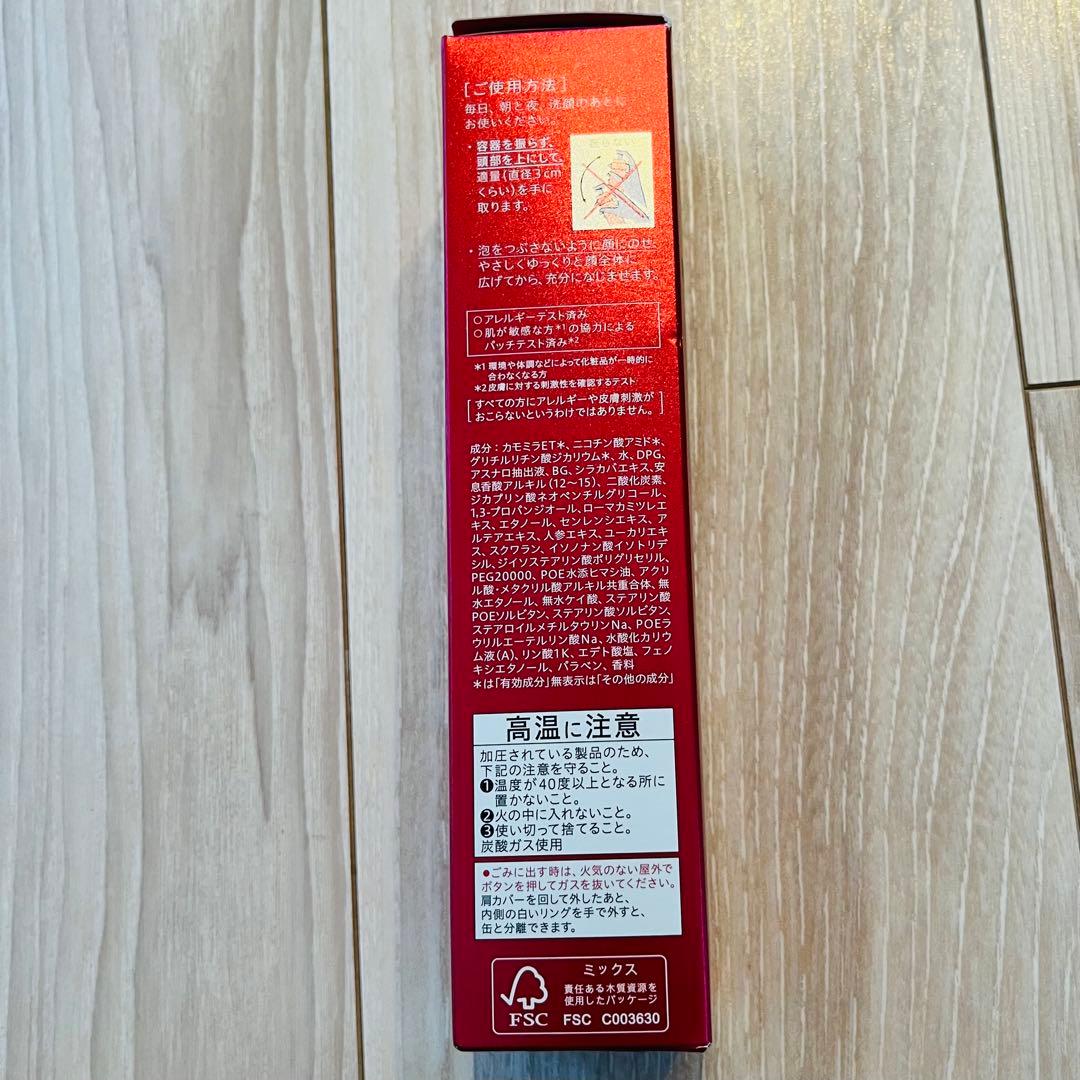 [ご使用方法]
毎日、朝と夜、洗顔のあとに
お使いください。
・容器を振らず、
頭部を上にして、
適量(直径3cm
くらい)を手に
取ります。
振らない
・泡をつぶさないように顔にのせ、
やさしくゆっくりと顔全体に
広げてから、充分になじませます。
○アレルギーテスト済み
○肌が敏感な方*1の協力による
パッチテスト済み*2
*1 環境や体調などによって化粧品が一時的に
合わなくなる方
*2 皮膚に対する刺激性を確認するテスト
[すべての方にアレルギーや皮膚刺激が
おこらないというわけではありません。]
成分:カモミラET*、ニコチン酸アミド*、
グリチルリチン酸ジカリウム*、水、DPG、
アスナロ抽出液、BG、シラカバエキス、安
息香酸アルキル(12〜15)、二酸化炭素、
ジカプリン酸ネオペンチルグリコール、
1,3-プロパンジオール、ローマカミツレエ
キス、エタノール、センレンシエキス、ア
ルテアエキス、人参エキス、ユーカリエキ
ス、スクワラン、イソノナン酸イソトリデ
シル、ジイソステアリン酸ポリグリセリル、
PEG20000、POE水添ヒマシ油、アクリ
ル酸・メタクリル酸アルキル共重合体、無
水エタノール、無水ケイ酸、ステアリン酸
POEソルビタン、ステアリン酸ソルビタン、
ステアロイルメチルタウリンNa、POEラ
ウリルエーテルリン酸Na、水酸化カリウ
ム液(A)、リン酸1K、エデト酸塩、フェノ
キシエタノール、パラベン、香料
*は「有効成分」無表示は「その他の成分」
高温に注意
加圧されている製品のため、
下記の注意を守ること。
❶温度が40度以上となる所に
置かないこと。
❷火の中に入れないこと。
❸使い切って捨てること。
炭酸ガス使用
●ごみに出す時は、火気のない屋外で
ボタンを押してガスを抜いてください。
肩カバーを回して外したあと、
内側の白いリングを手で外すと、
缶と分離できます。
ミックス
責任ある木質資源を
使用したパッケージ
FSC
FSC C003630